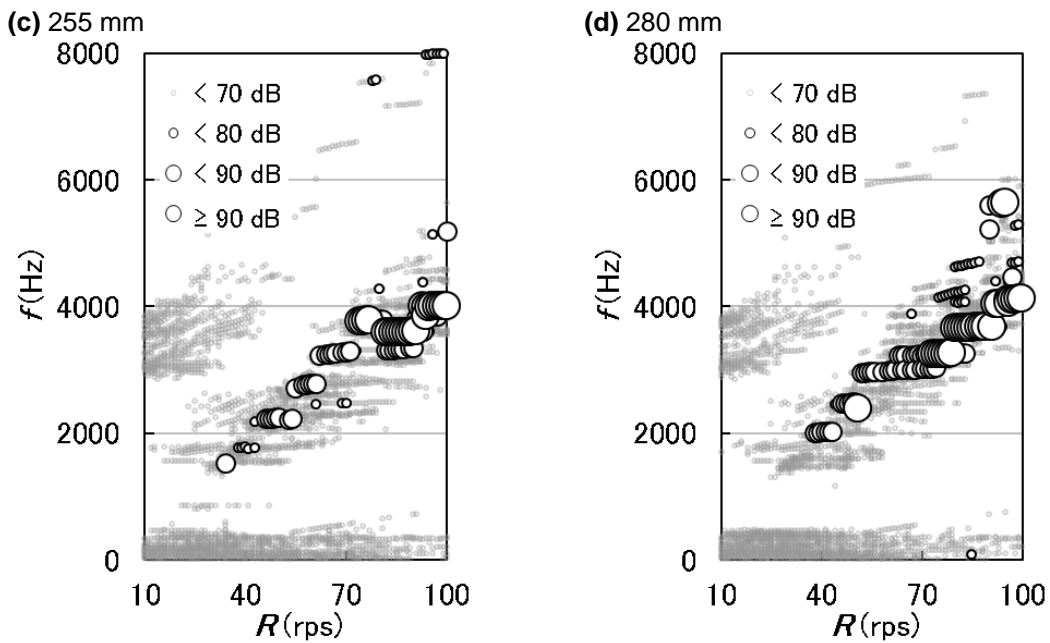 (c) 255 mm
8000
6000
4000
2000
0
f(Hz)
< 70 dB
< 80 dB
< 90 dB
≥ 90 dB
10 40 70 100
R(rps)
(d) 280 mm
8000
6000
4000
2000
0
f(Hz)
< 70 dB
< 80 dB
< 90 dB
≥ 90 dB
10 40 70 100
R(rps)